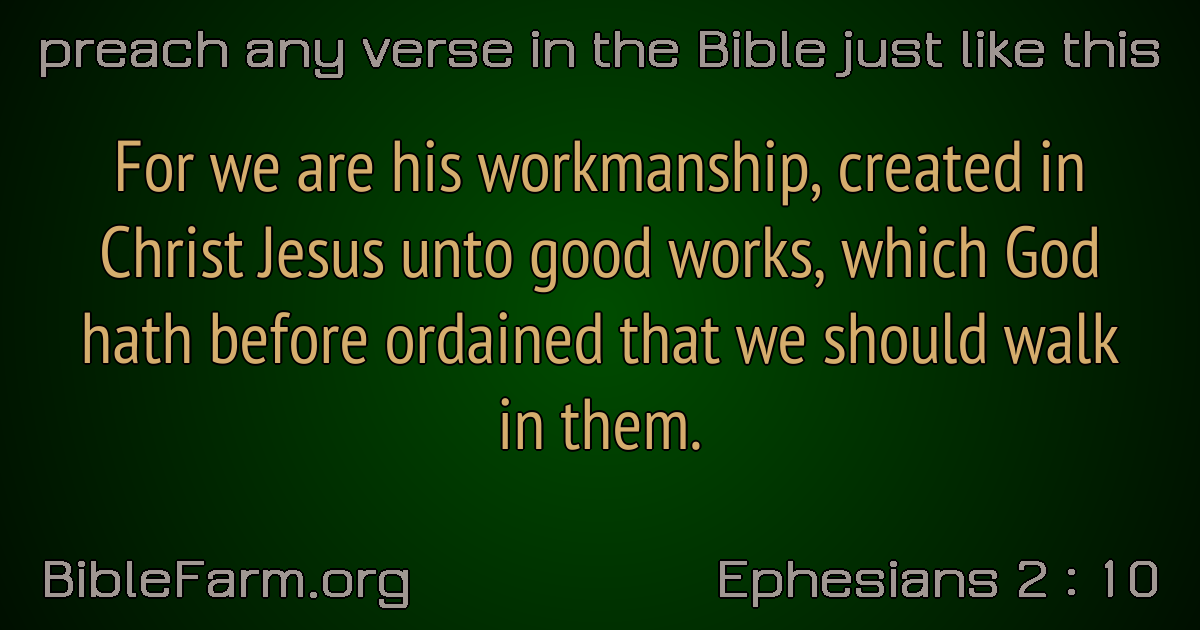 preach any verse in the Bible just like this
For we are his workmanship, created in
Christ Jesus unto good works, which God
hath before ordained that we should walk
in them.
BibleFarm.org
Ephesians 2 : 10